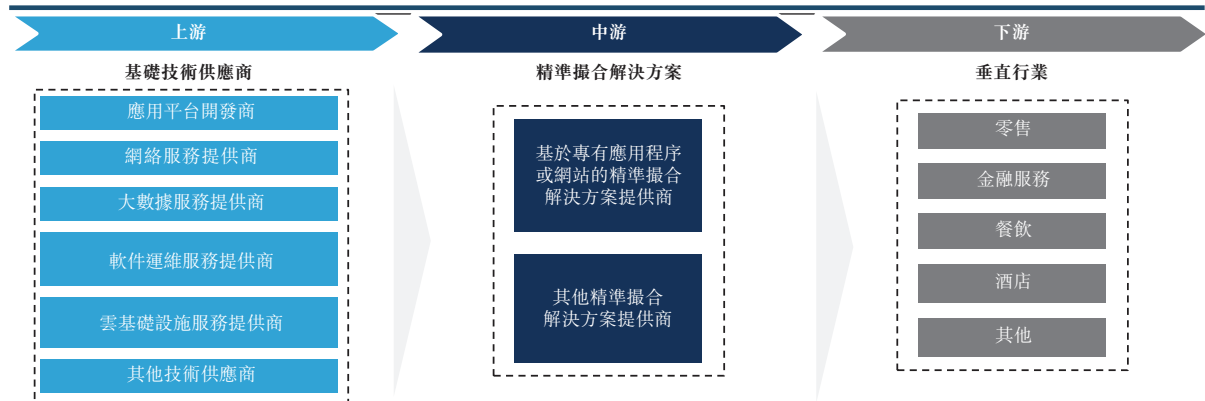 上游
中游
下游
基礎技術供應商
精準撮合解決方案
垂直行業
應用平台開發商
網絡服務提供商
大數據服務提供商
軟件運維服務提供商
雲基礎設施服務提供商
其他技術供應商
基於專有應用程序
或網站的精準撮合
解決方案提供商
其他精準撮合
解決方案提供商
零售
金融服務
餐飲
酒店
其他